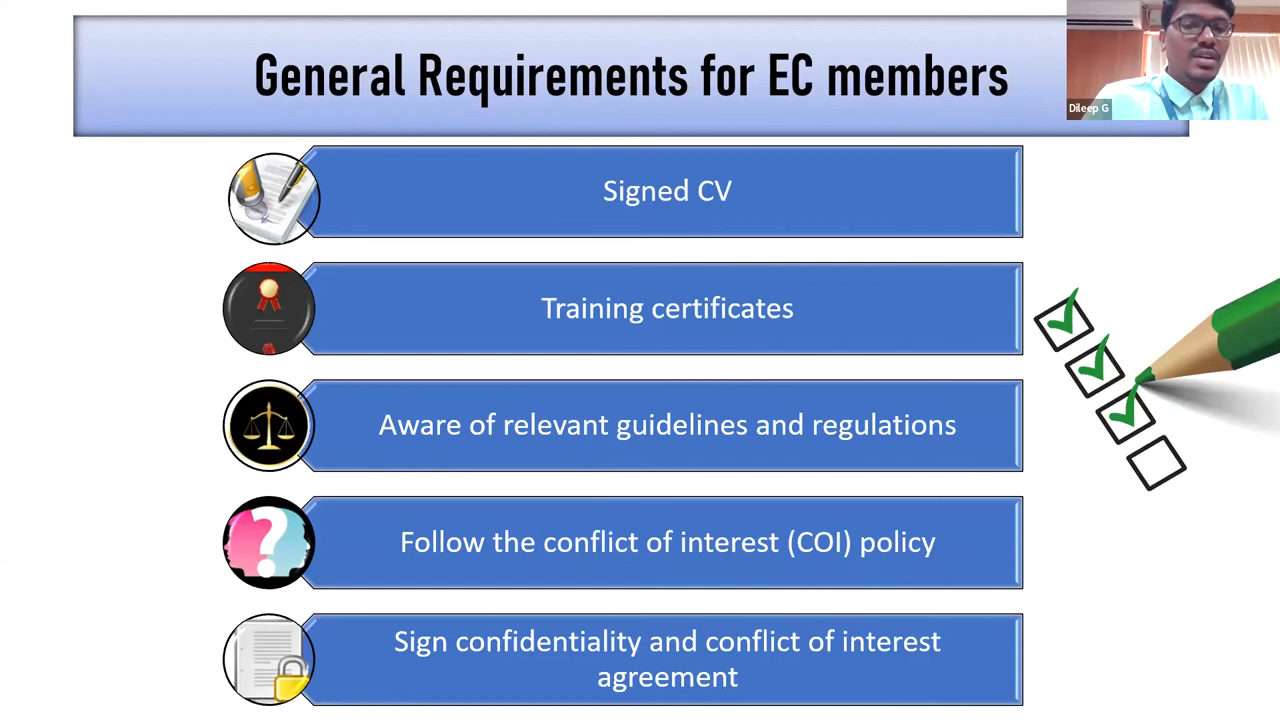 General Requirements for EC members
Dileep G
Signed CV
Training certificates
Aware of relevant guidelines and regulations
Follow the conflict of interest (COI) policy
Sign confidentiality and conflict of interest
agreement